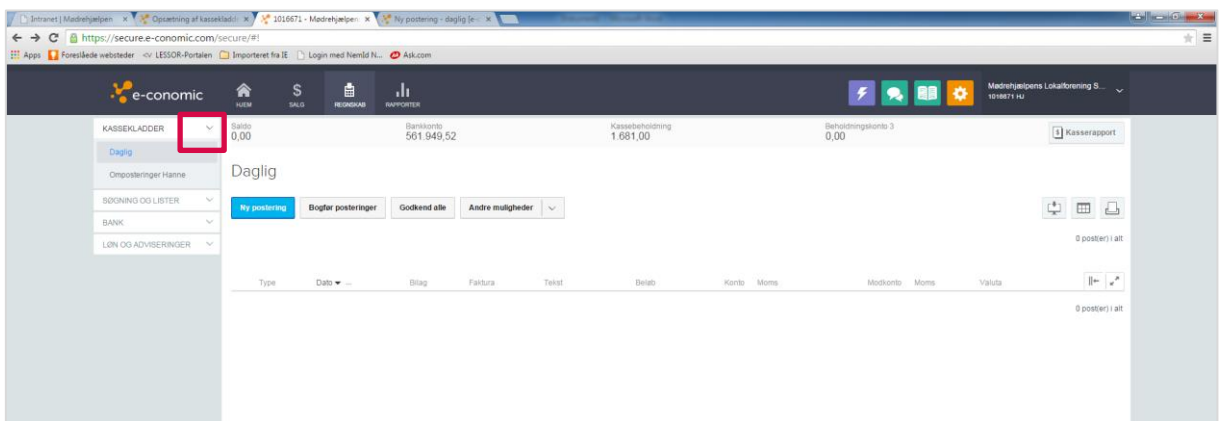 Intranet | Mødrehjælpen
Opsætning af kassekladde
1016671 - Mødrehjælpen
Ny postering - daglig [e-c
https://secure.e-conomic.com/secure/#!
Apps Foreslåede websteder LESSOR-Portalen Importeret fra IE Login med NemId N... Ask.com
e-conomic
HJEM SALG REGNSKAB RAPPORTER
Mødrehjælpens Lokalforening S...
1016671 HJ
KASSEKLADDER
Daglig
Omposteringer Hanne
SØGNING OG LISTER
BANK
LØN OG ADVISERINGER
Saldo Bankkonto Kassebeholdning Beholdningskonto 3
0,00 561.949,52 1.681,00 0,00
Kasserapport
Daglig
Ny postering Bogfør posteringer Godkend alle Andre muligheder
0 post(er) i alt
Type Dato Bilag Faktura Tekst Beløb Konto Moms Modkonto Moms Valuta
0 post(er) i alt